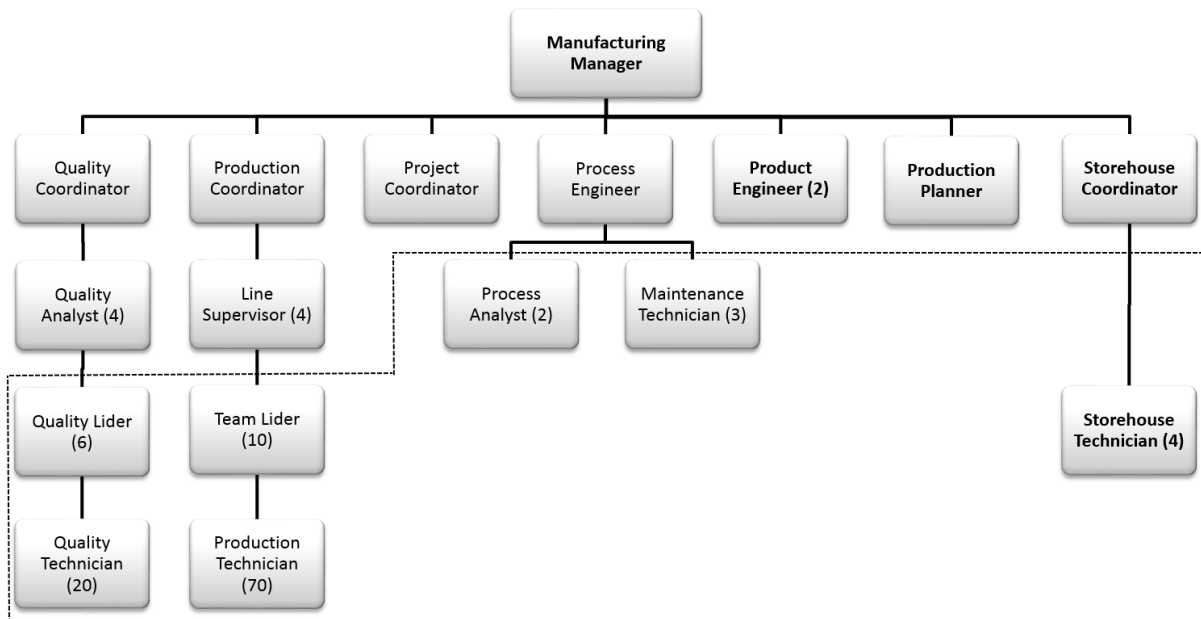 Manufacturing
Manager
Quality
Coordinator
Production
Coordinator
Project
Coordinator
Process
Engineer
Product
Engineer (2)
Production
Planner
Storehouse
Coordinator
Quality
Analyst (4)
Line
Supervisor (4)
Process
Analyst (2)
Maintenance
Technician (3)
Quality Lider
(6)
Team Lider
(10)
Storehouse
Technician (4)
Quality
Technician
(20)
Production
Technician
(70)